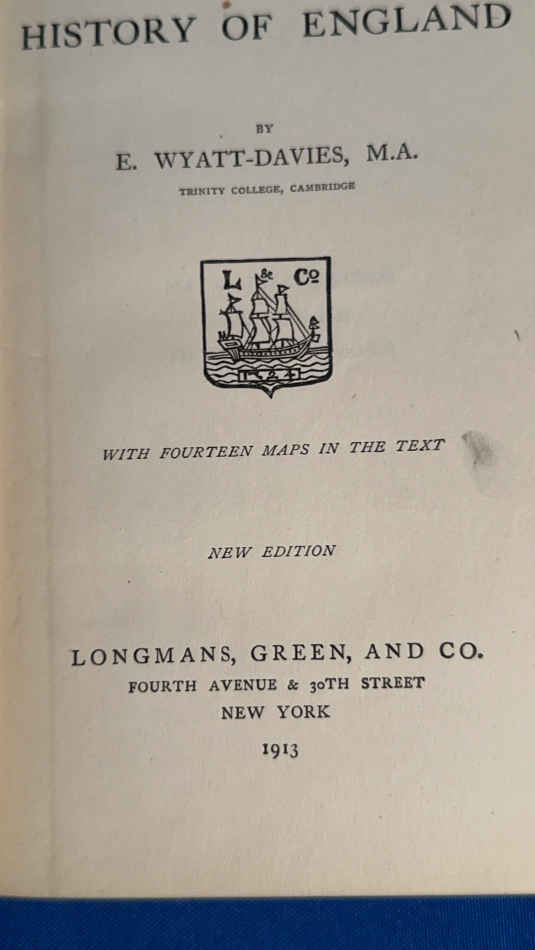 HISTORY OF ENGLAND
BY
E. WYATT-DAVIES, M.A.
TRINITY COLLEGE, CAMBRIDGE
L & Co
1724
WITH FOURTEEN MAPS IN THE TEXT
NEW EDITION
LONGMANS, GREEN, AND CO.
FOURTH AVENUE & 30TH STREET
NEW YORK
1913